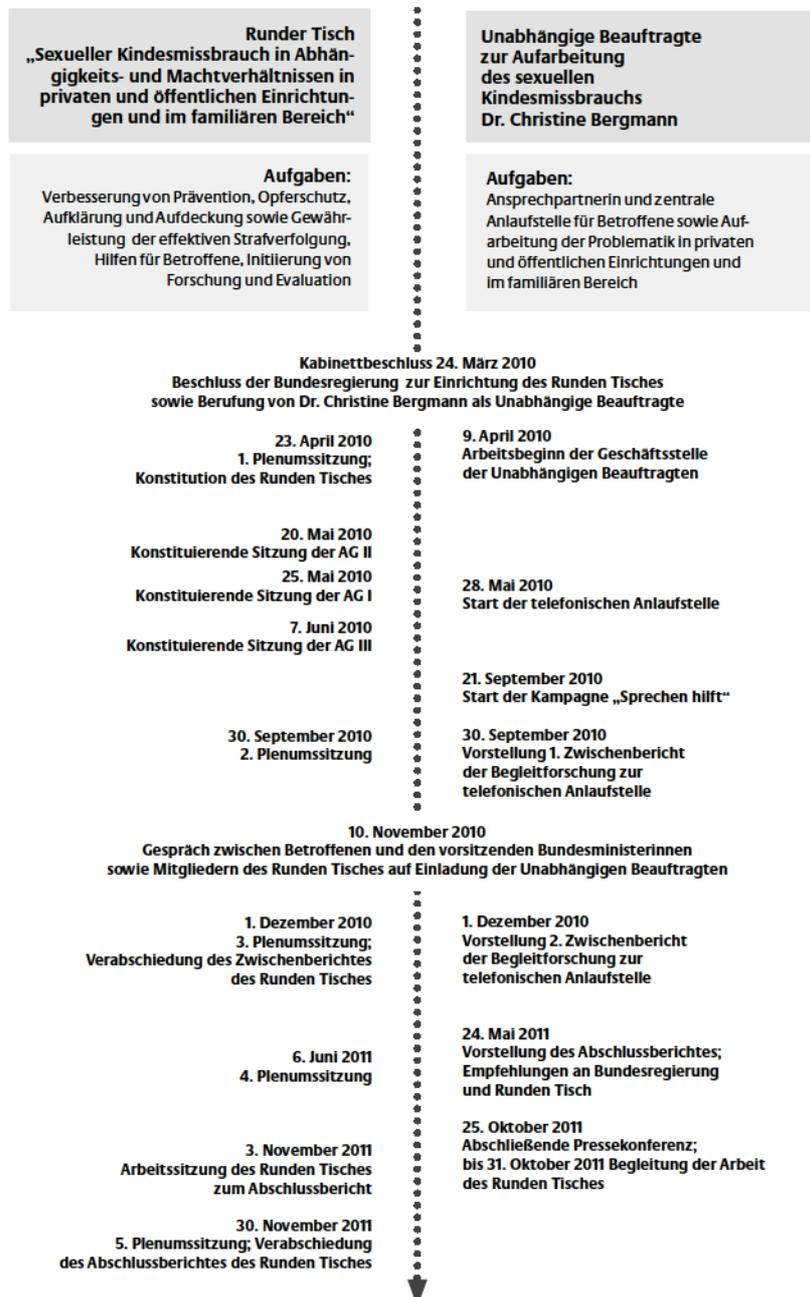 Runder Tisch
„Sexueller Kindesmissbrauch in Abhän-
gigkeits- und Machtverhältnissen in
privaten und öffentlichen Einrichtun-
gen und im familiären Bereich“
Unabhängige Beauftragte
zur Aufarbeitung
des sexuellen
Kindesmissbrauchs
Dr. Christine Bergmann
Aufgaben:
Verbesserung von Prävention, Opferschutz,
Aufklärung und Aufdeckung sowie Gewähr-
leistung der effektiven Strafverfolgung,
Hilfen für Betroffene, Initiierung von
Forschung und Evaluation
Aufgaben:
Ansprechpartnerin und zentrale
Anlaufstelle für Betroffene sowie Auf-
arbeitung der Problematik in privaten
und öffentlichen Einrichtungen und
im familiären Bereich
Kabinettbeschluss 24. März 2010
Beschluss der Bundesregierung zur Einrichtung des Runden Tisches
sowie Berufung von Dr. Christine Bergmann als Unabhängige Beauftragte
23. April 2010
1. Plenumssitzung;
Konstitution des Runden Tisches
9. April 2010
Arbeitsbeginn der Geschäftsstelle
der Unabhängigen Beauftragten
20. Mai 2010
Konstituierende Sitzung der AG II
25. Mai 2010
Konstituierende Sitzung der AG I
28. Mai 2010
Start der telefonischen Anlaufstelle
7. Juni 2010
Konstituierende Sitzung der AG III
21. September 2010
Start der Kampagne „Sprechen hilft“
30. September 2010
2. Plenumssitzung
30. September 2010
Vorstellung 1. Zwischenbericht
der Begleitforschung zur
telefonischen Anlaufstelle
10. November 2010
Gespräch zwischen Betroffenen und den vorsitzenden Bundesministerinnen
sowie Mitgliedern des Runden Tisches auf Einladung der Unabhängigen Beauftragten
1. Dezember 2010
3. Plenumssitzung;
Verabschiedung des Zwischenberichtes
des Runden Tisches
1. Dezember 2010
Vorstellung 2. Zwischenbericht
der Begleitforschung zur
telefonischen Anlaufstelle
24. Mai 2011
Vorstellung des Abschlussberichtes;
Empfehlungen an Bundesregierung
und Runden Tisch
6. Juni 2011
4. Plenumssitzung
25. Oktober 2011
Abschließende Pressekonferenz;
bis 31. Oktober 2011 Begleitung der Arbeit
des Runden Tisches
3. November 2011
Arbeitssitzung des Runden Tisches
zum Abschlussbericht
30. November 2011
5. Plenumssitzung; Verabschiedung
des Abschlussberichtes des Runden Tisches